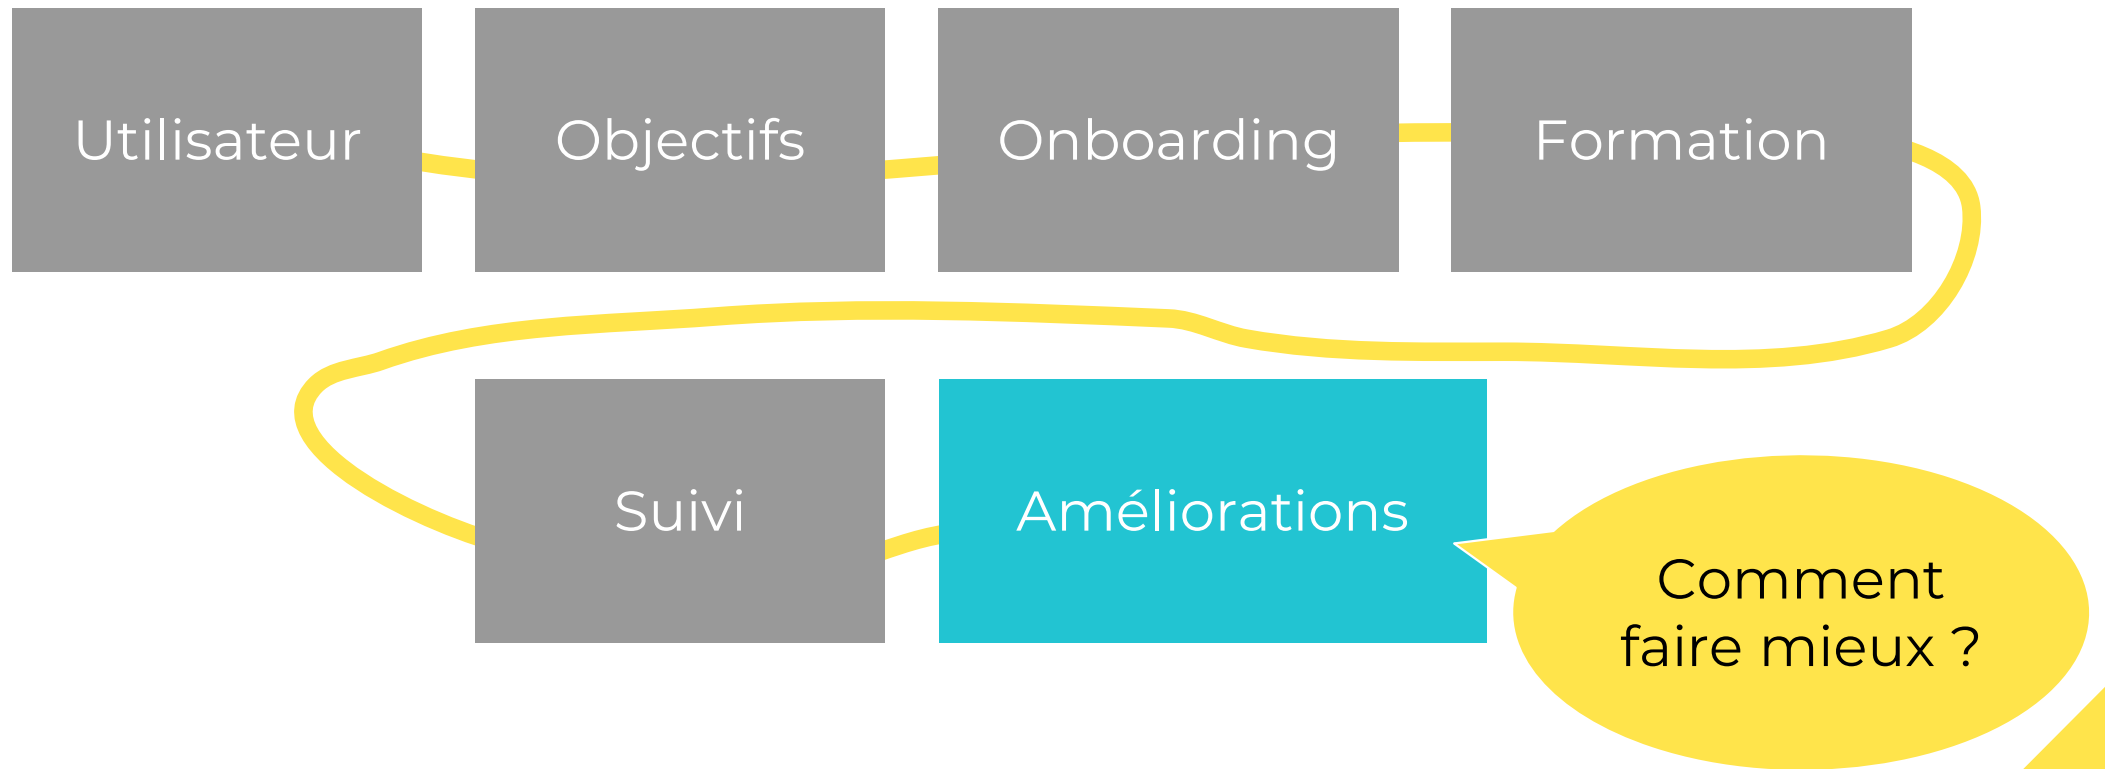 Utilisateur
Objectifs
Onboarding
Formation
Suivi
Améliorations
Comment
faire mieux ?